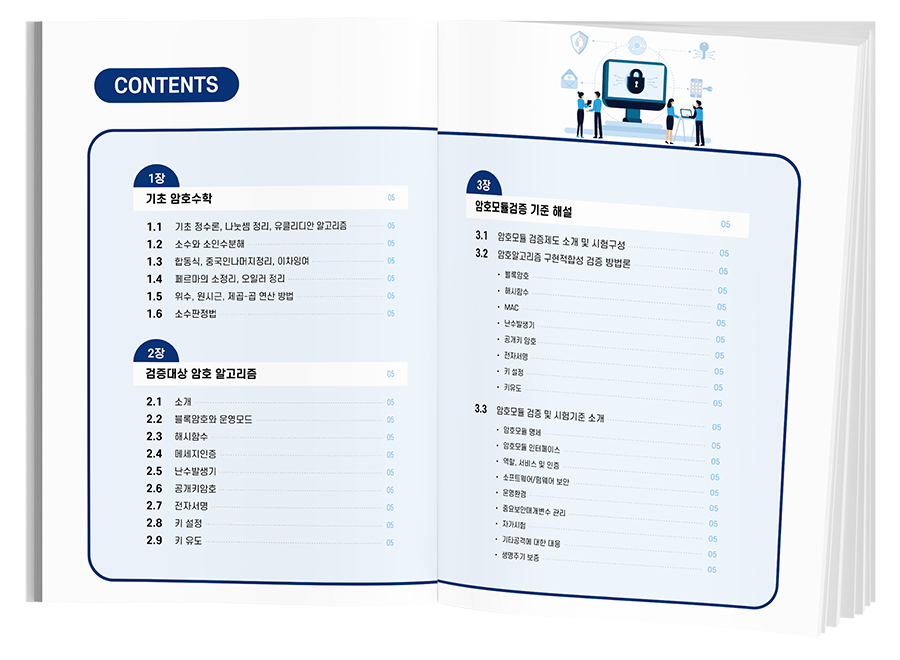 CONTENTS
1장
기초 암호수학 05
1.1 기초 정수론, 나눗셈 정리, 유클리디안 알고리즘 05
1.2 소수와 소인수분해 05
1.3 합동식, 중국인나머지정리, 이차잉여 05
1.4 페르마의 소정리, 오일러 정리 05
1.5 위수, 원시근, 제곱-곱 연산 방법 05
1.6 소수판정법 05
2장
검증대상 암호 알고리즘 05
2.1 소개 05
2.2 블록암호와 운영모드 05
2.3 해시함수 05
2.4 메세지인증 05
2.5 난수발생기 05
2.6 공개키암호 05
2.7 전자서명 05
2.8 키 설정 05
2.9 키 유도 05
3장
암호모듈검증 기준 해설 05
3.1 암호모듈 검증제도 소개 및 시험구성 05
3.2 암호알고리즘 구현적합성 검증 방법론 05
• 블록암호 05
• 해시함수 05
• MAC 05
• 난수발생기 05
• 공개키 암호 05
• 전자서명 05
• 키 설정 05
• 키유도 05
3.3 암호모듈 검증 및 시험기준 소개 05
• 암호모듈 명세 05
• 암호모듈 인터페이스 05
• 역할, 서비스 및 인증 05
• 소프트웨어/펌웨어 보안 05
• 운영환경 05
• 중요보안매개변수 관리 05
• 자가시험 05
• 기타공격에 대한 대응 05
• 생명주기 보증 05